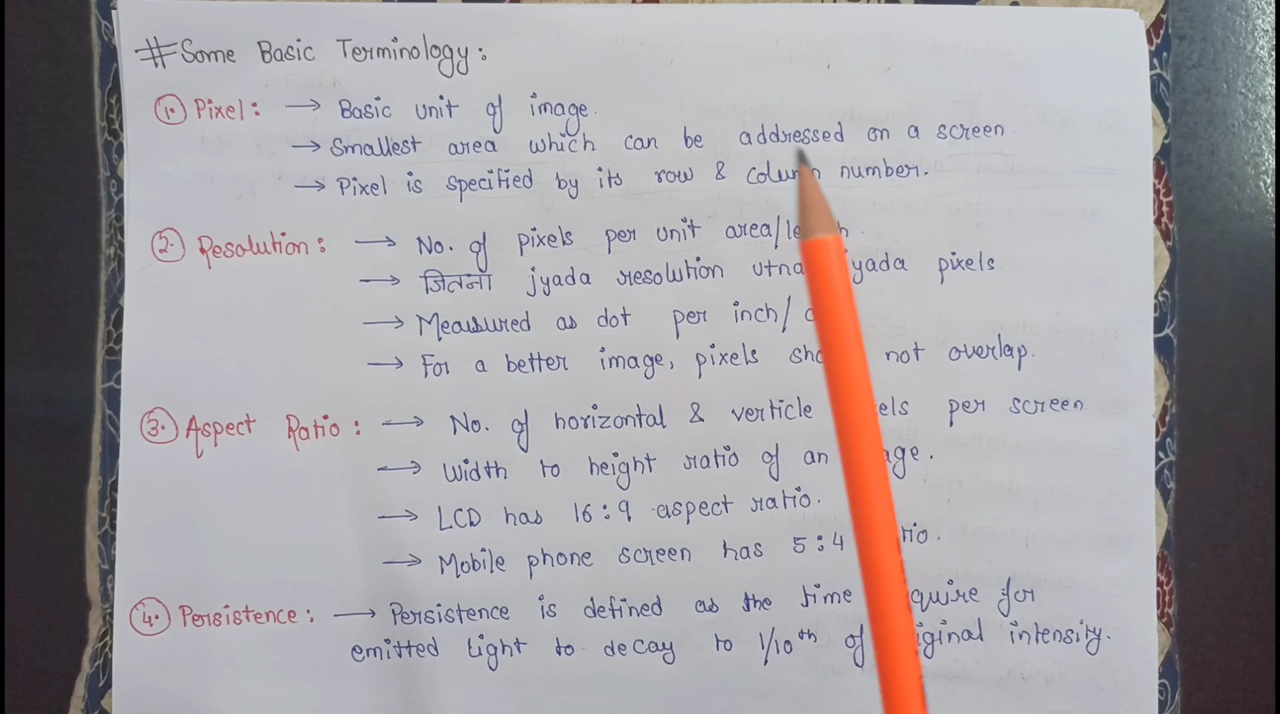 # Some Basic Terminology:
1. Pixel: → Basic unit of image.
→ Smallest area which can be addressed on a screen
→ Pixel is specified by its row & column number.
2. Resolution: → No. of pixels per unit area/
→ जितना jyada resolution utna jyada pixels
→ Measured as dot per inch/
→ For a better image, pixels not overlap.
3. Aspect Ratio: → No. of horizontal & verticle per screen
→ Width to height ratio of an
→ LCD has 16:9 aspect ratio.
→ Mobile phone screen has 5:4
4. Persistence: → Persistence is defined as the time for
emitted light to decay to 1/10th of intensity.